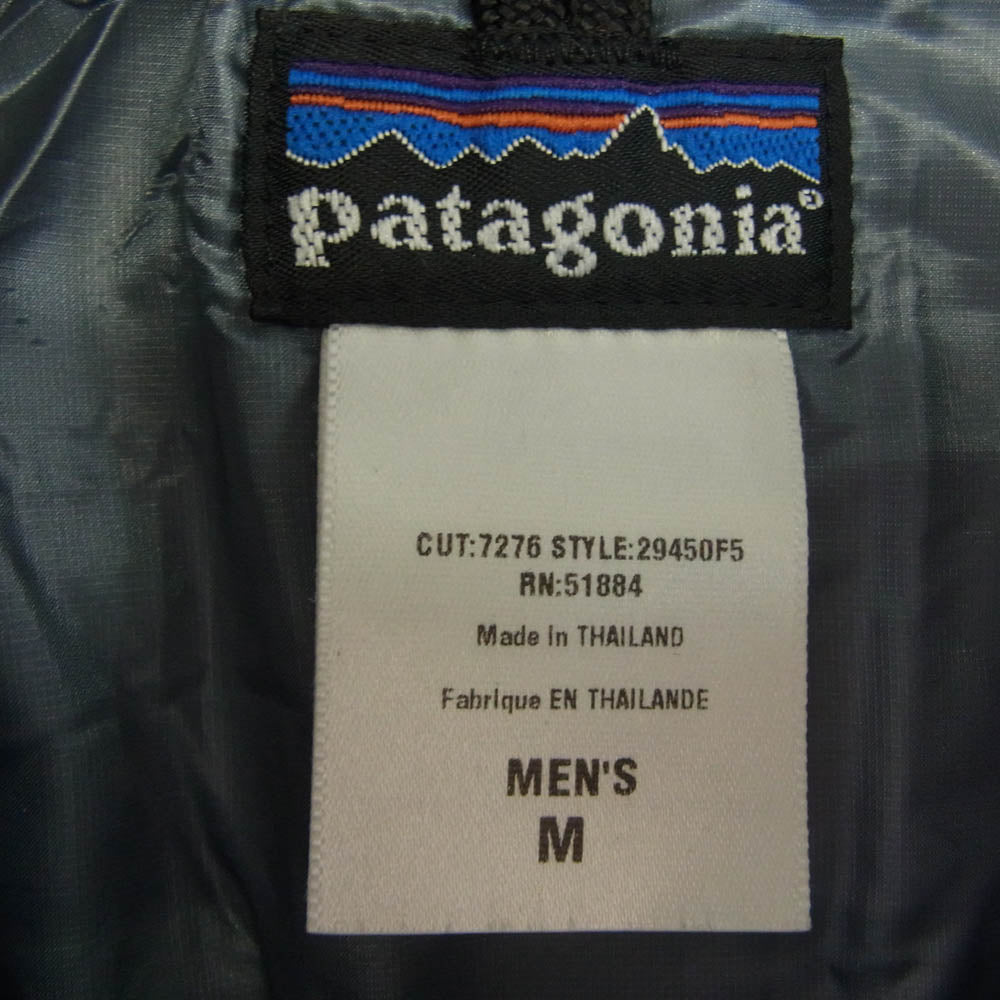 patagonia®
CUT:7276 STYLE:29450F5
RN:51884
Made in THAILAND
Fabrique EN THAILANDE
MEN'S
M